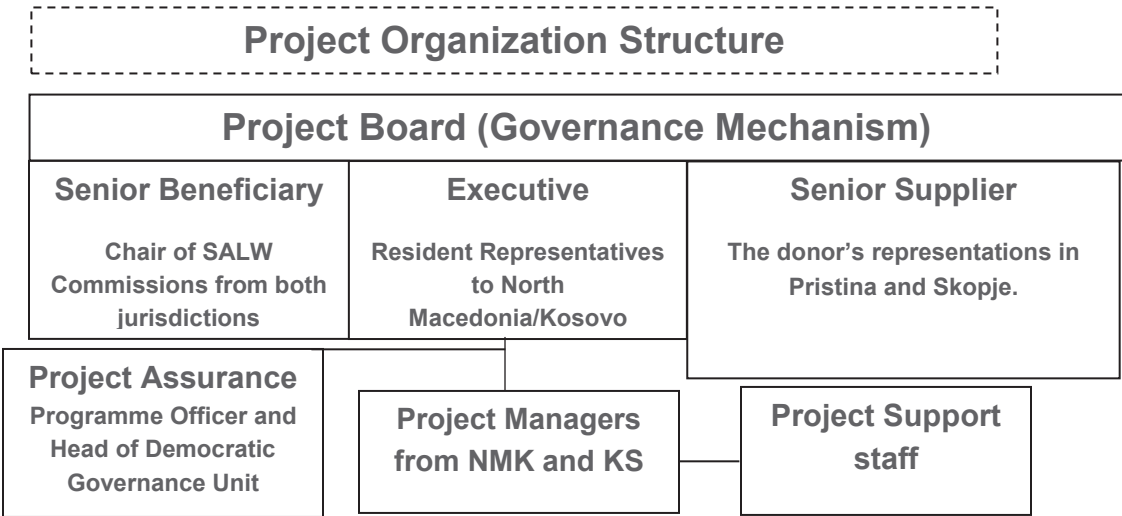 Project Organization Structure
Project Board (Governance Mechanism)
Senior Beneficiary
Chair of SALW
Commissions from both
jurisdictions
Executive
Resident Representatives
to North
Macedonia/Kosovo
Senior Supplier
The donor's representations in
Pristina and Skopje.
Project Assurance
Programme Officer and
Head of Democratic
Governance Unit
Project Managers
from NMK and KS
Project Support
staff